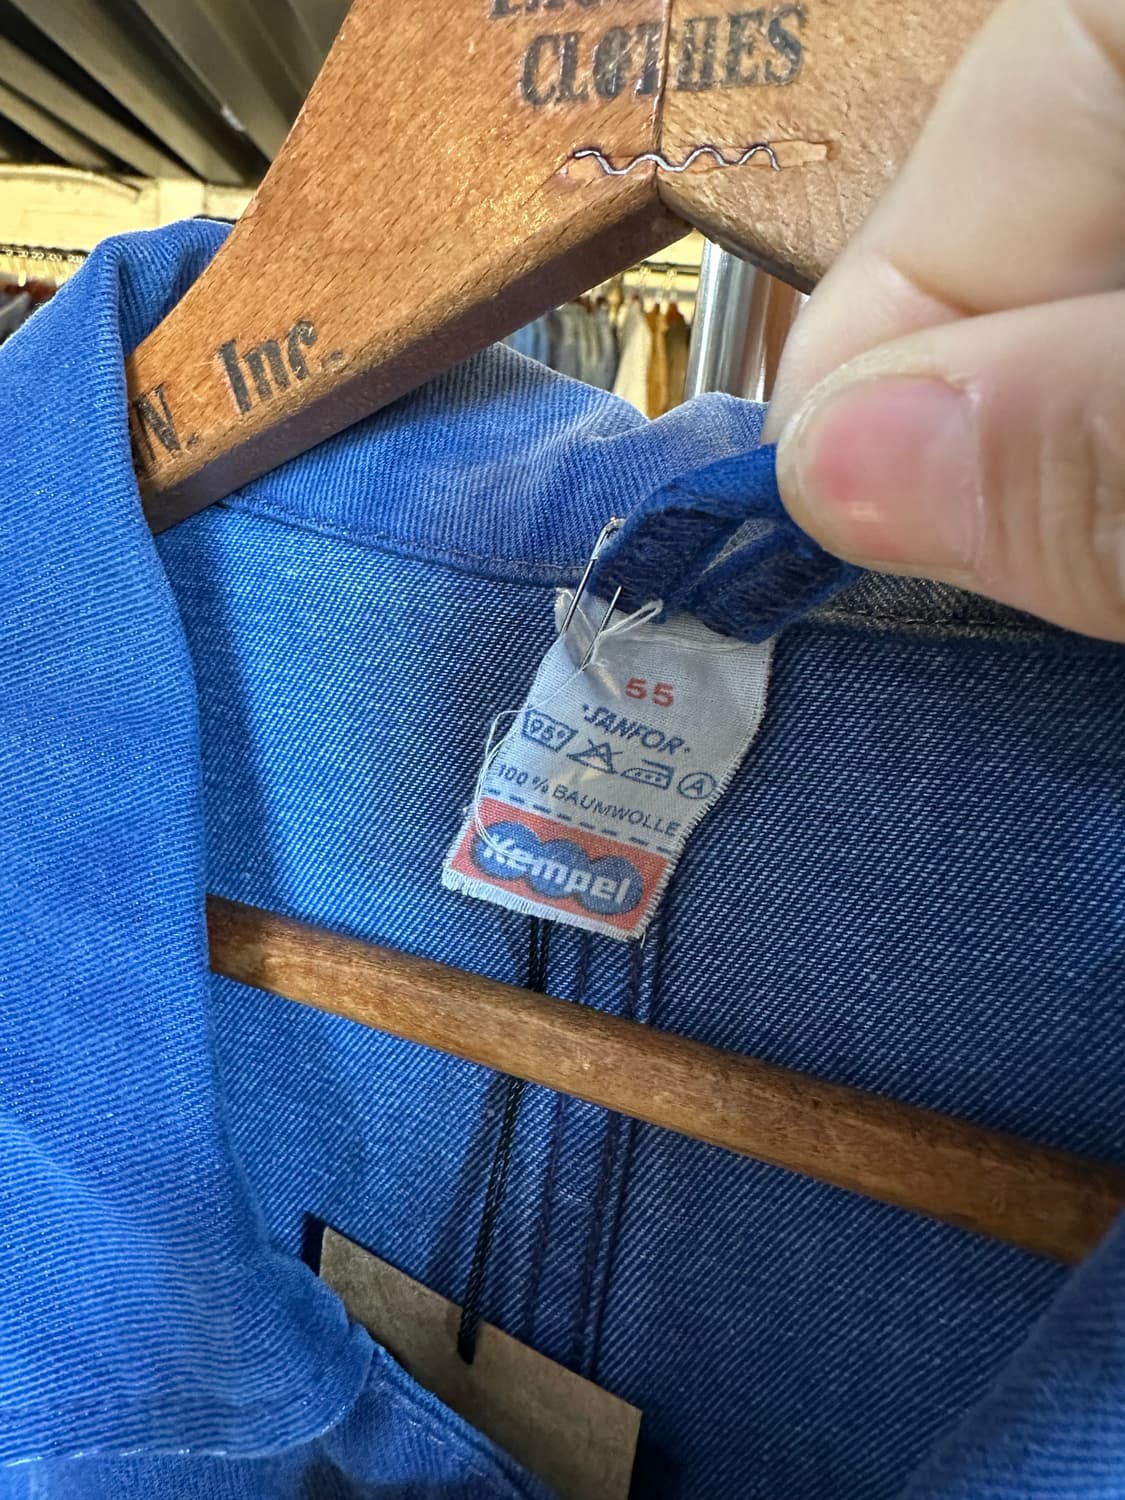 CLOTHES
N. Inc.
55
·SANFOR·
95° A
100 % BAUMWOLLE
Kempel